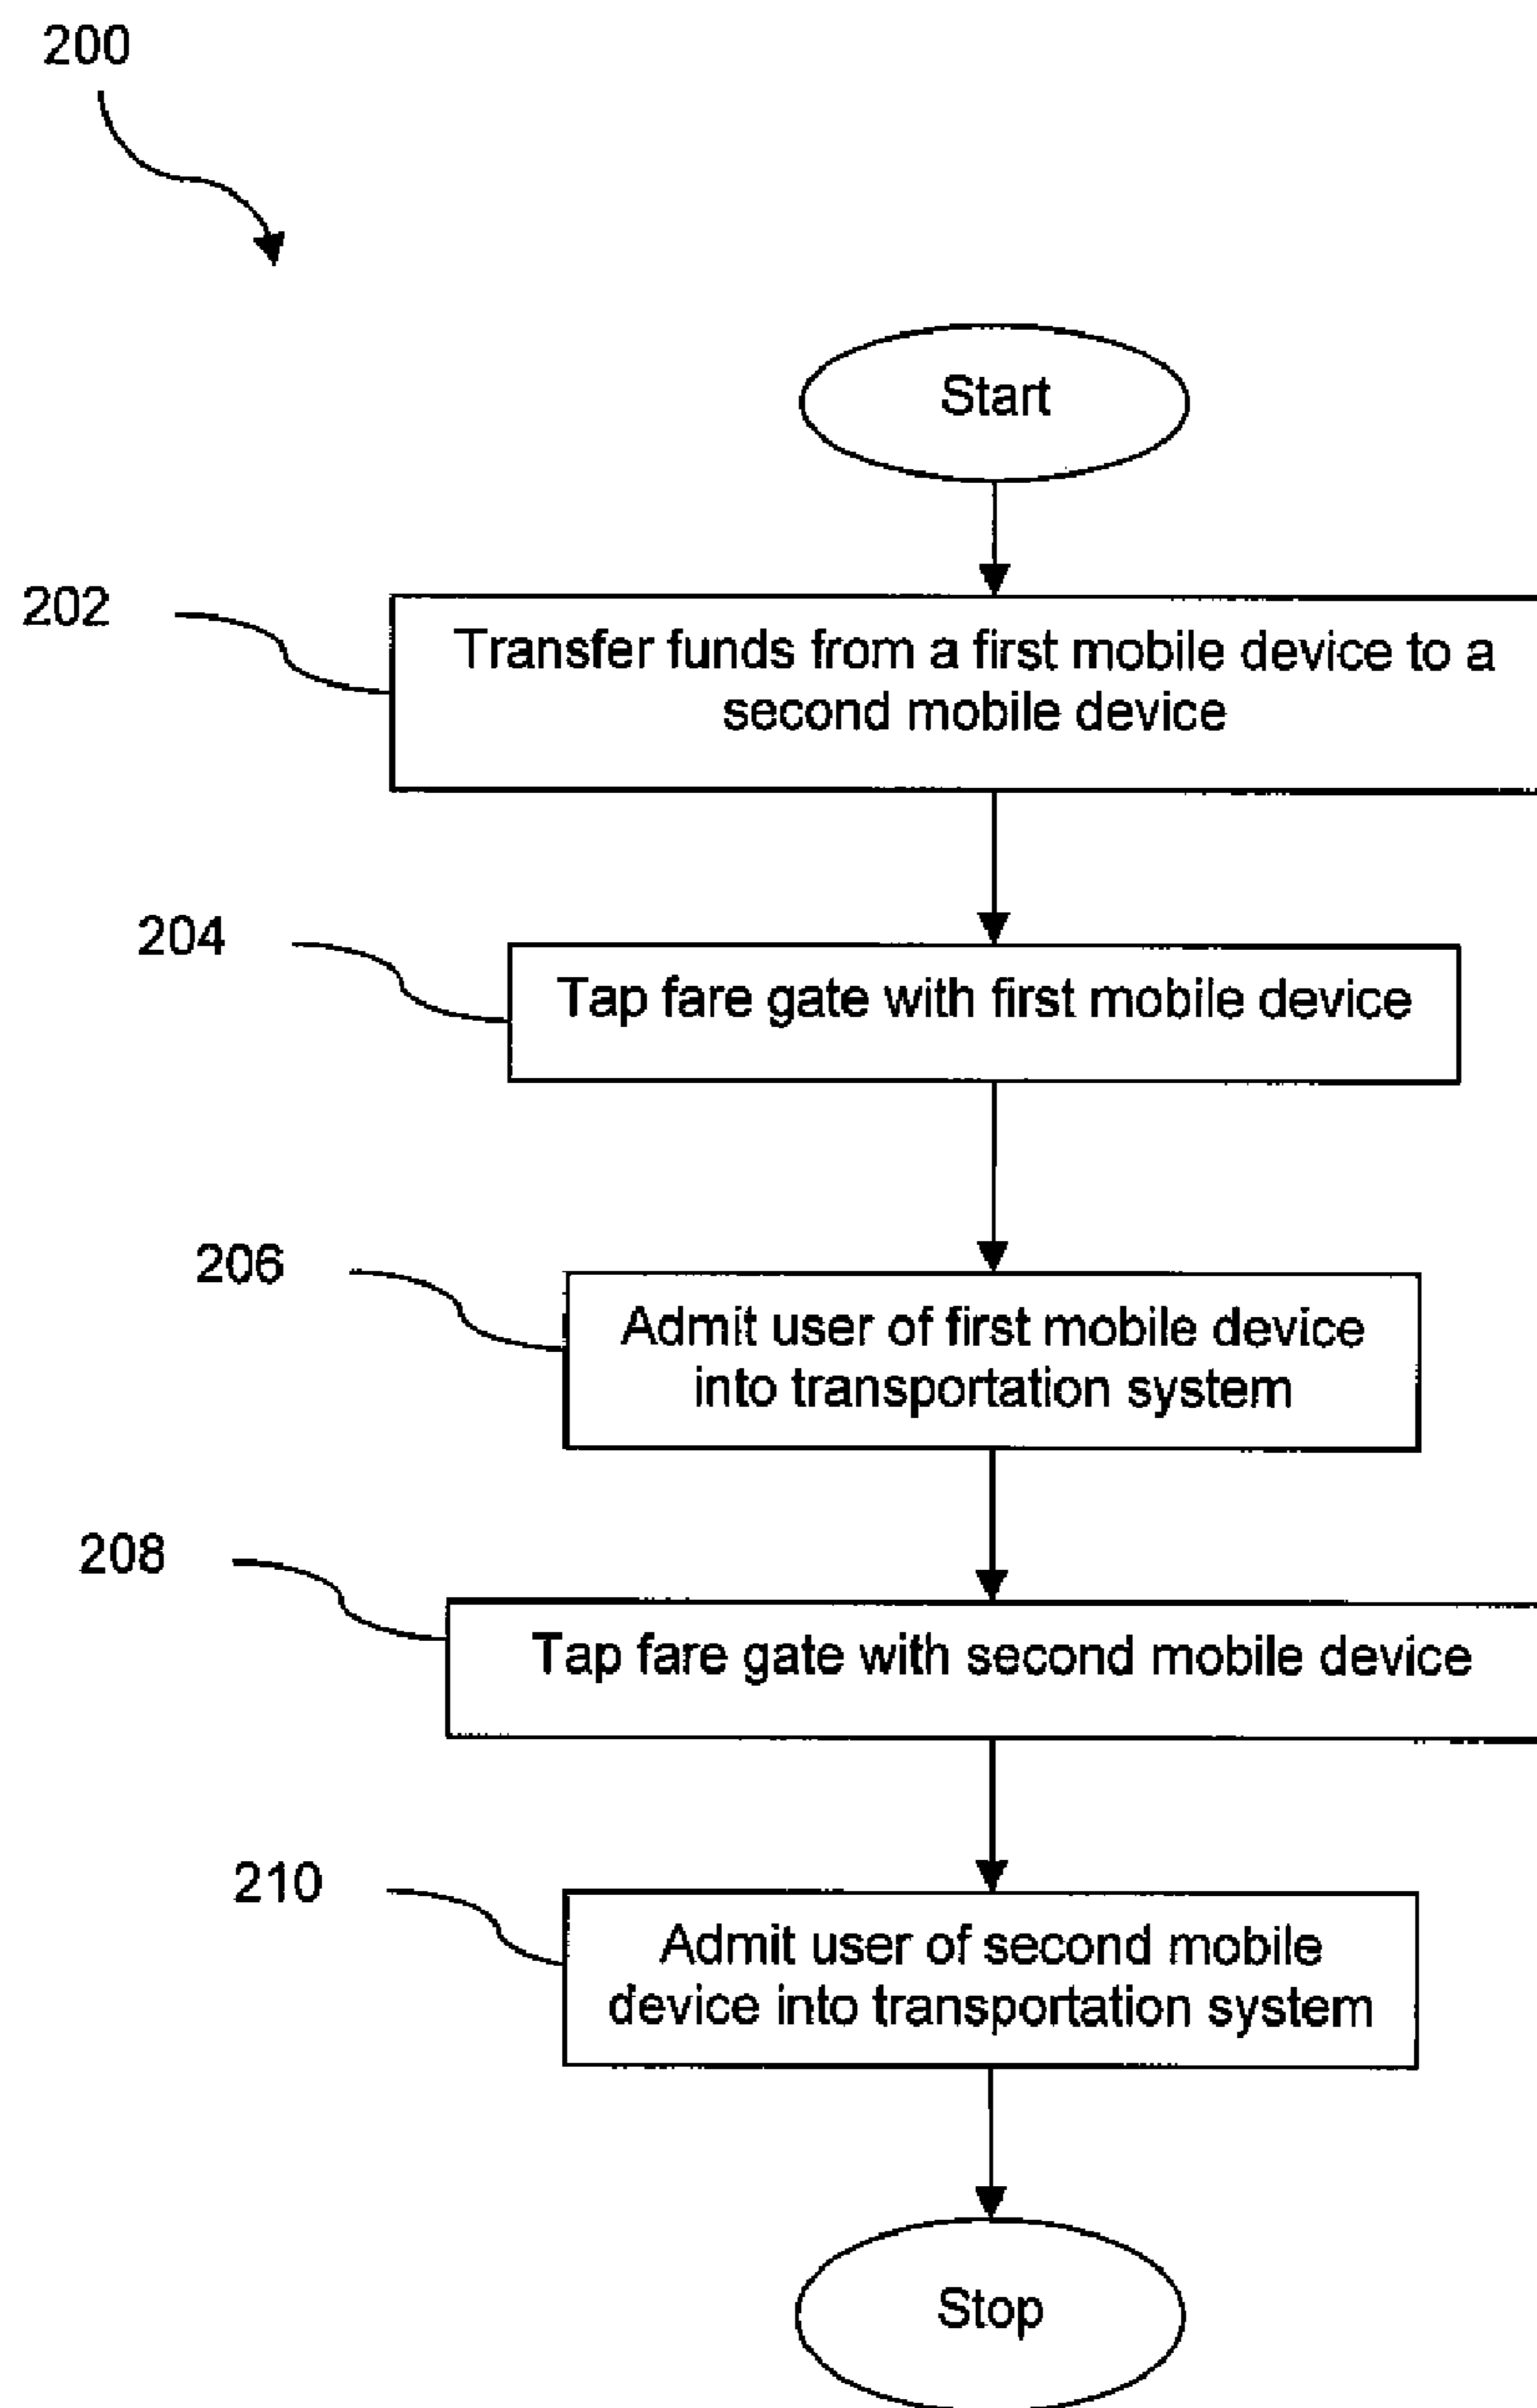 200
Start
202
Transfer funds from a first mobile device to a
second mobile device
204
Tap fare gate with first mobile device
206
Admit user of first mobile device
into transportation system
208
Tap fare gate with second mobile device
210
Admit user of second mobile
device into transportation system
Stop